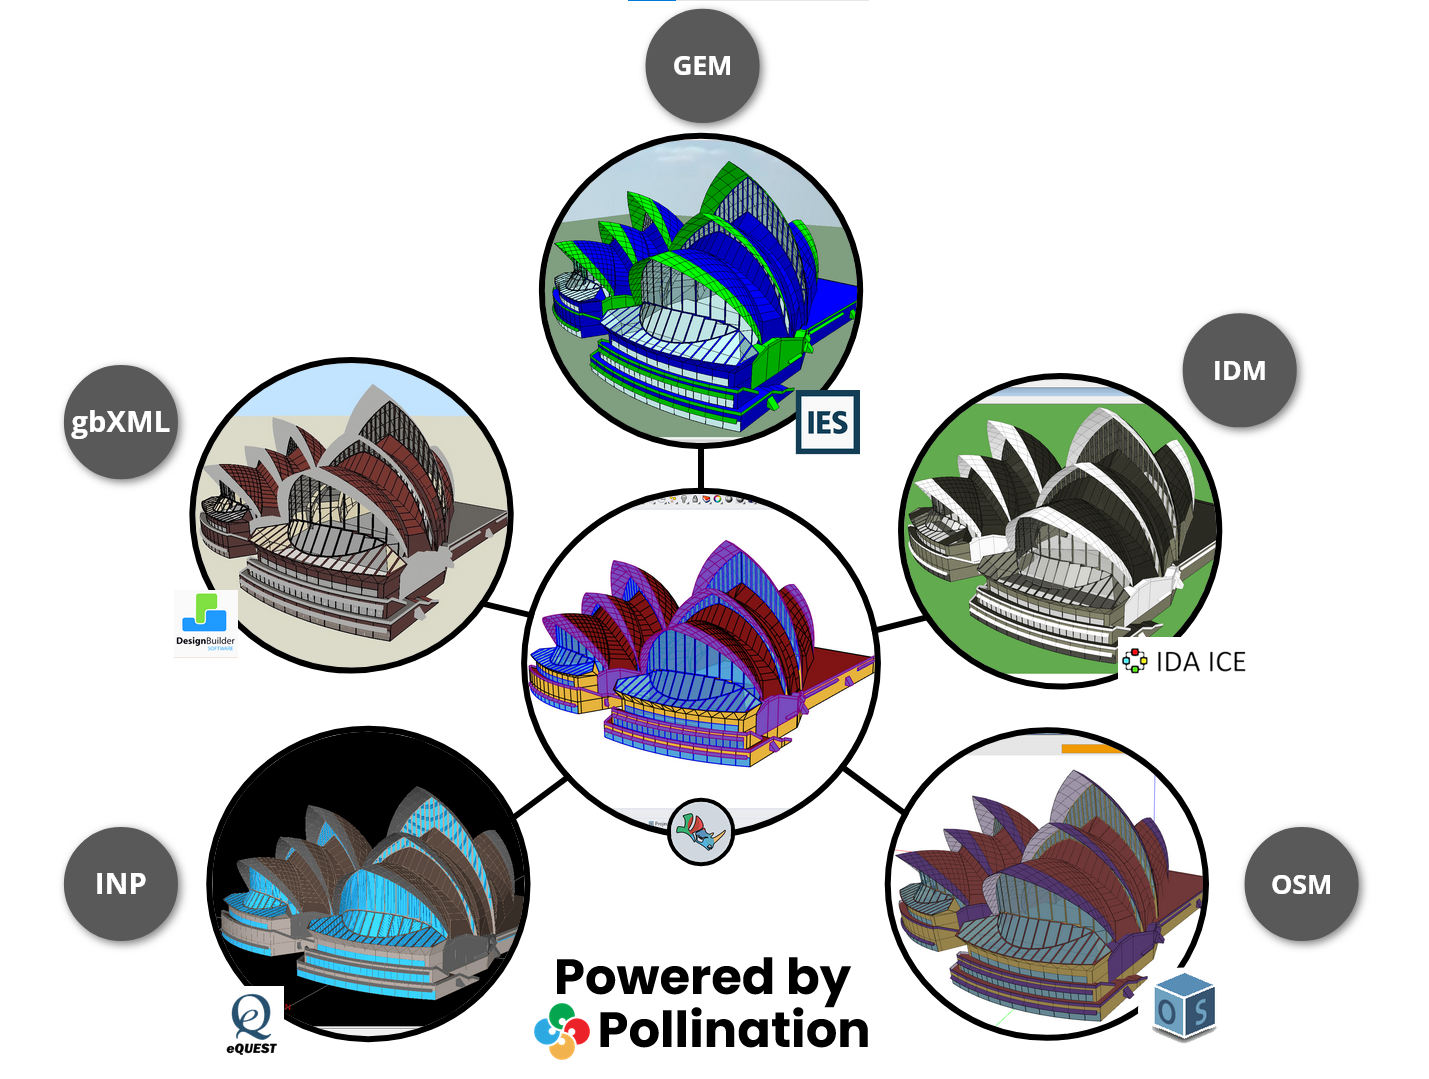 GEM
IES
IDM
gbXML
DesignBuilder
SOFTWARE
IDA ICE
INP
OSM
eQUEST
OS
Powered by
Pollination